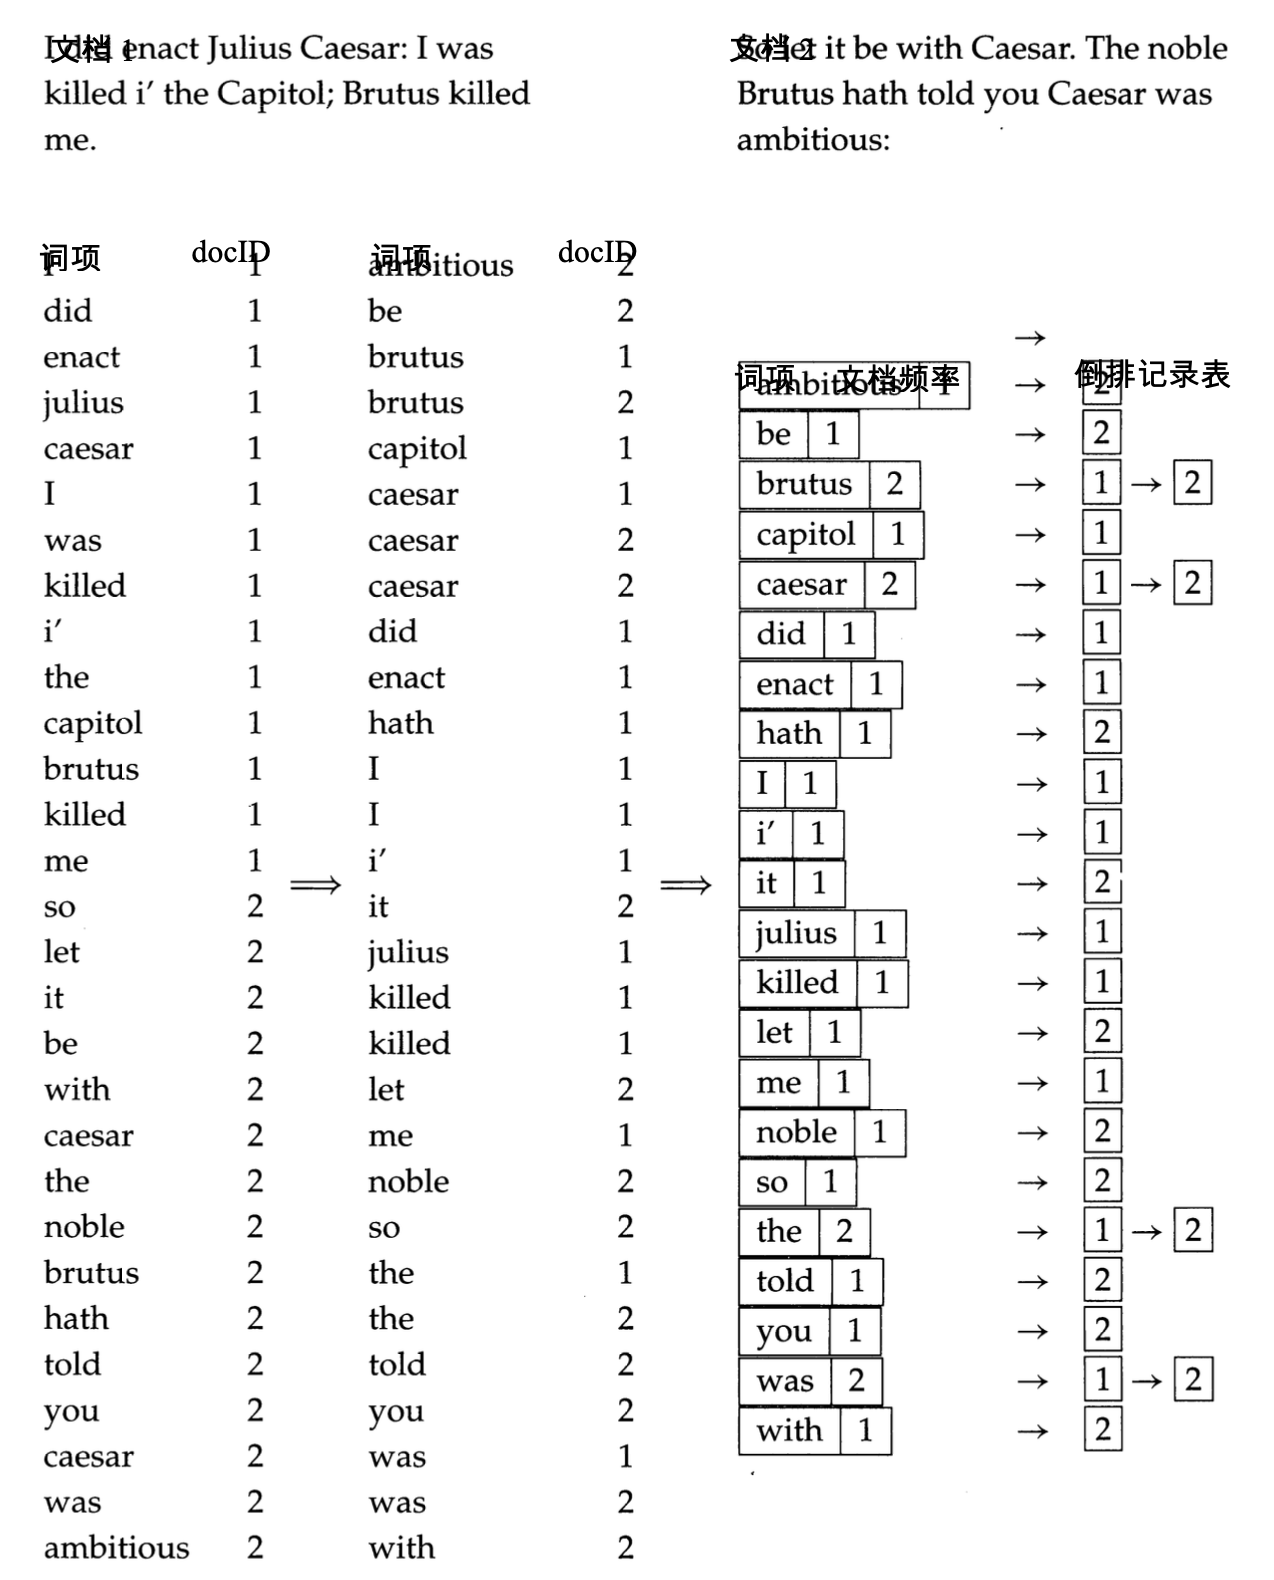 文档 1
I did enact Julius Caesar: I was
killed i′ the Capitol; Brutus killed
me.
文档 2
So let it be with Caesar. The noble
Brutus hath told you Caesar was
ambitious:
词项 docID
I 1
did 1
enact 1
julius 1
caesar 1
I 1
was 1
killed 1
i′ 1
the 1
capitol 1
brutus 1
killed 1
me 1
so 2
let 2
it 2
be 2
with 2
caesar 2
the 2
noble 2
brutus 2
hath 2
told 2
you 2
caesar 2
was 2
ambitious 2
⟹
词项 docID
ambitious 2
be 2
brutus 1
brutus 2
capitol 1
caesar 1
caesar 2
caesar 2
did 1
enact 1
hath 1
I 1
I 1
i′ 1
it 2
julius 1
killed 1
killed 1
let 2
me 1
noble 2
so 2
the 1
the 2
told 2
you 2
was 1
was 2
with 2
⟹
→
词项 文档频率 倒排记录表
ambitious 1 → 2
be 1 → 2
brutus 2 → 1 → 2
capitol 1 → 1
caesar 2 → 1 → 2
did 1 → 1
enact 1 → 1
hath 1 → 2
I 1 → 1
i′ 1 → 1
it 1 → 2
julius 1 → 1
killed 1 → 1
let 1 → 2
me 1 → 1
noble 1 → 2
so 1 → 2
the 2 → 1 → 2
told 1 → 2
you 1 → 2
was 2 → 1 → 2
with 1 → 2